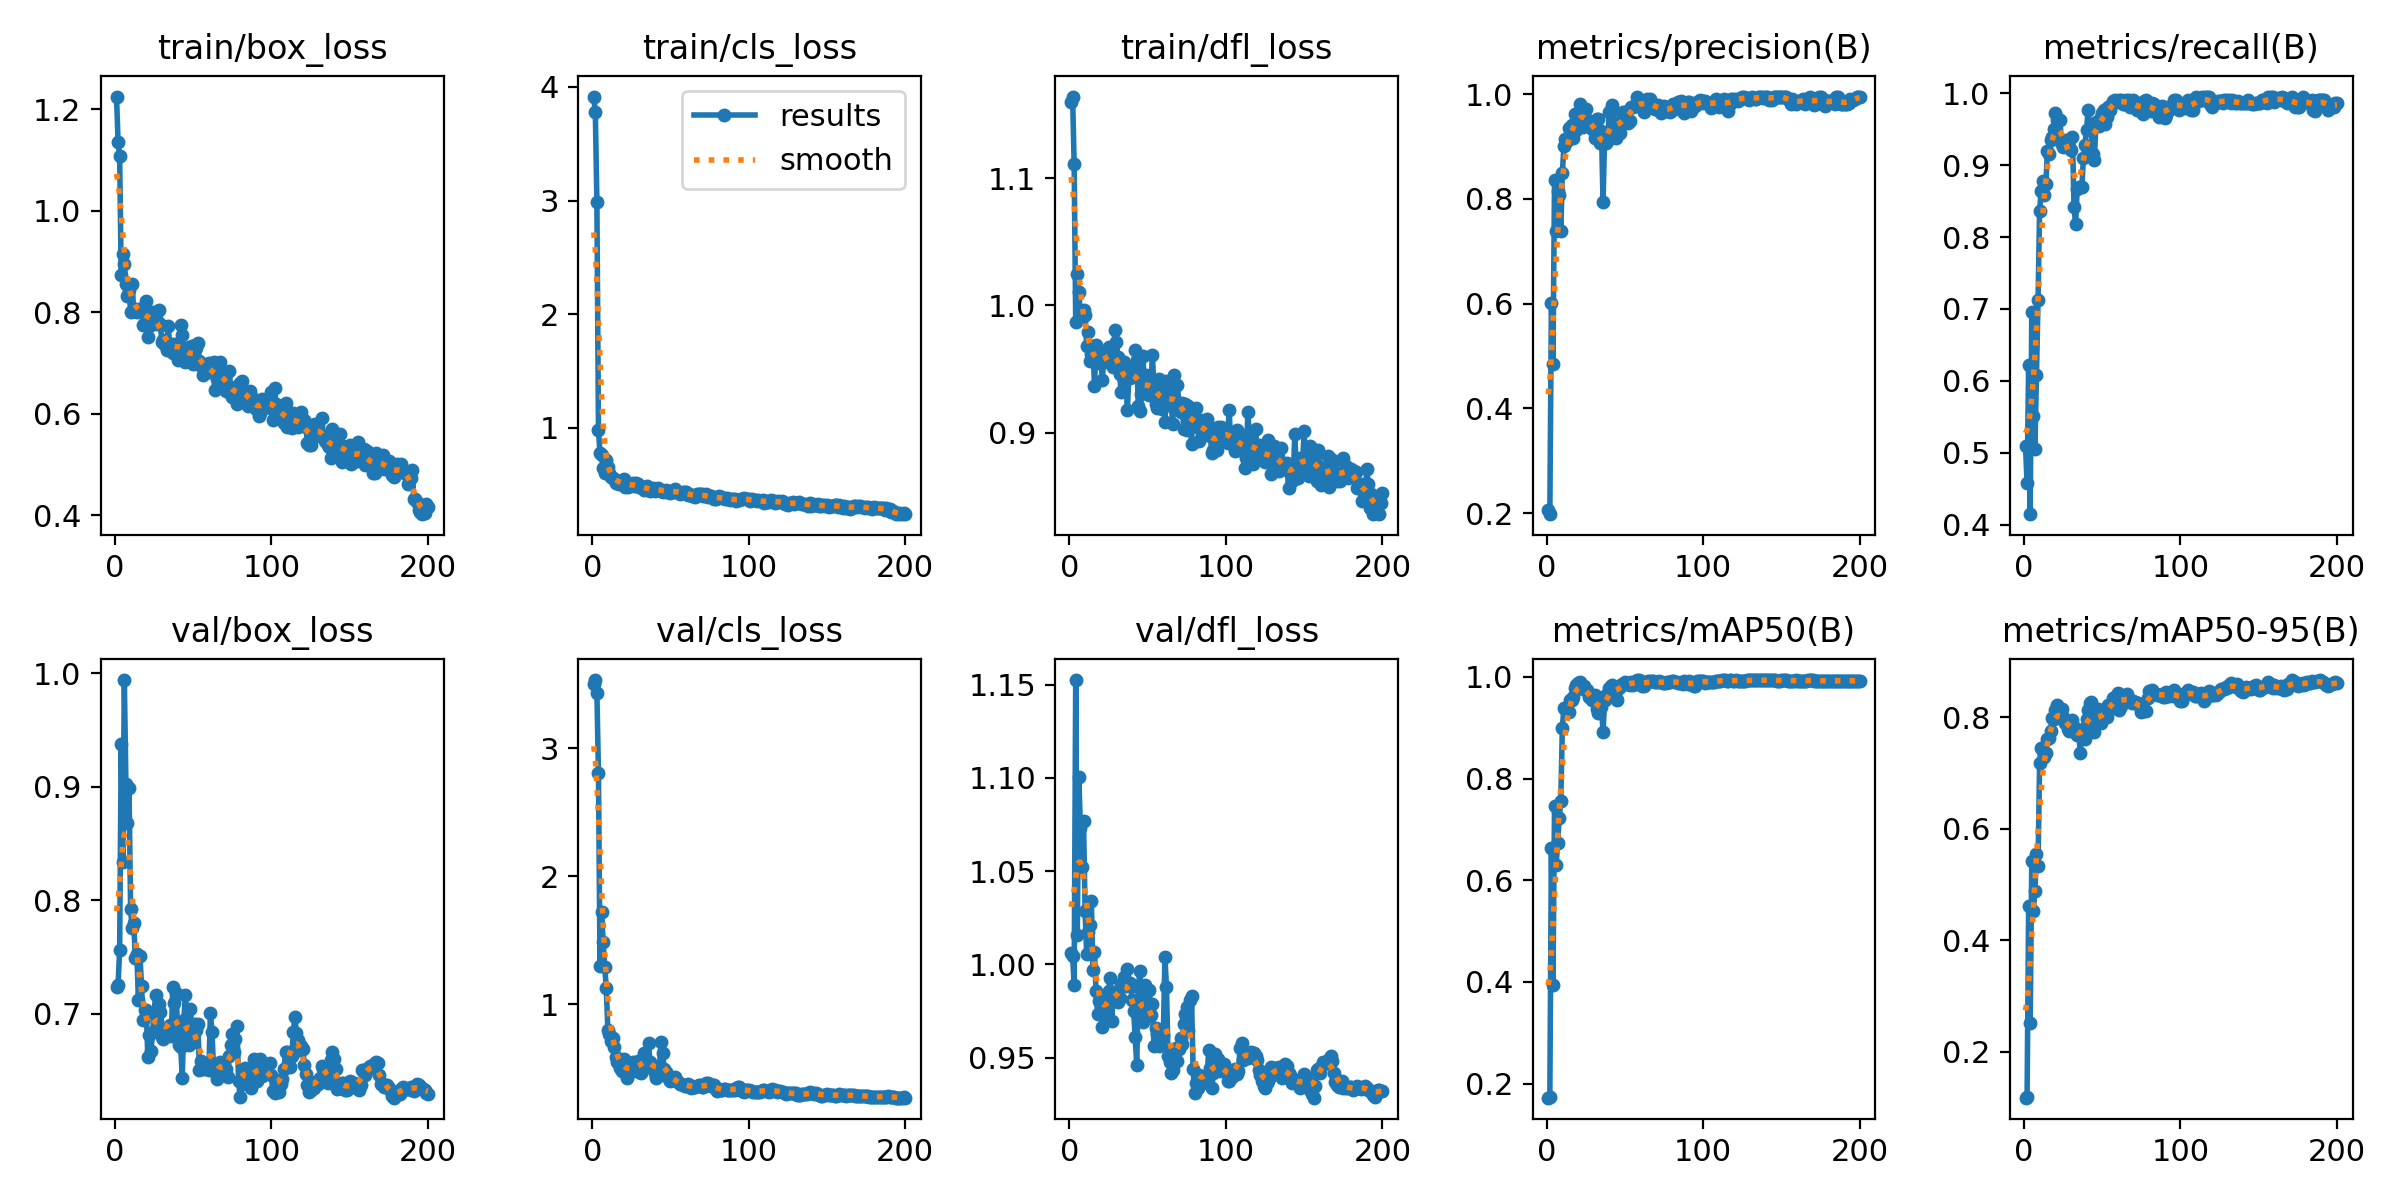 train/box_loss
1.2
1.0
0.8
0.6
0.4
0 100 200
train/cls_loss
results
smooth
4
3
2
1
0 100 200
train/dfl_loss
1.1
1.0
0.9
0 100 200
metrics/precision(B)
1.0
0.8
0.6
0.4
0.2
0 100 200
metrics/recall(B)
1.0
0.9
0.8
0.7
0.6
0.5
0.4
0 100 200
val/box_loss
1.0
0.9
0.8
0.7
0 100 200
val/cls_loss
3
2
1
0 100 200
val/dfl_loss
1.15
1.10
1.05
1.00
0.95
0 100 200
metrics/mAP50(B)
1.0
0.8
0.6
0.4
0.2
0 100 200
metrics/mAP50-95(B)
0.8
0.6
0.4
0.2
0 100 200